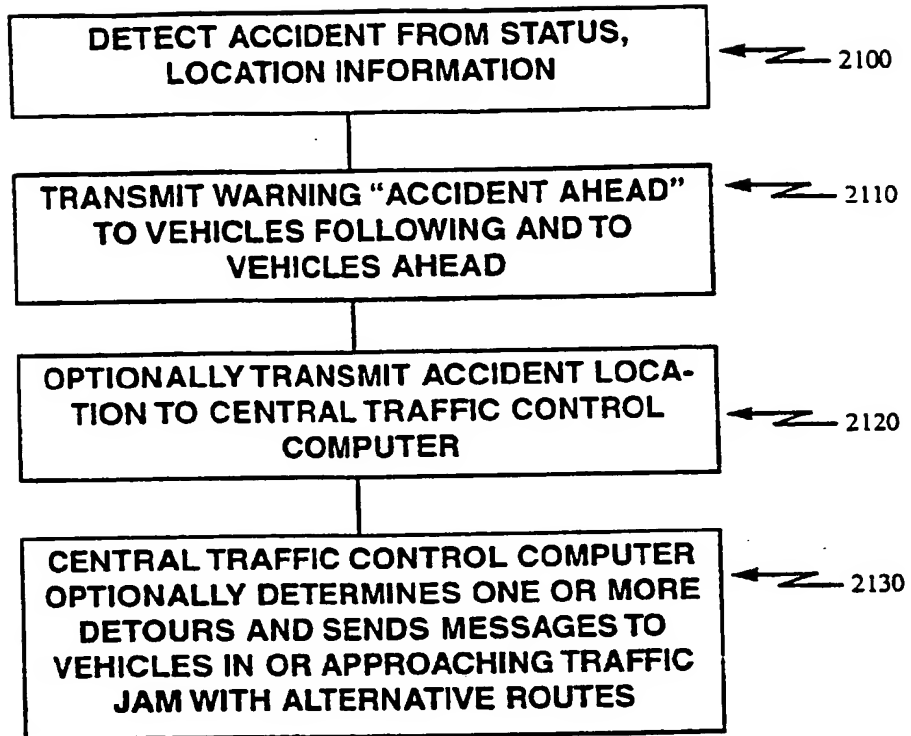 DETECT ACCIDENT FROM STATUS,
LOCATION INFORMATION
2100
TRANSMIT WARNING “ACCIDENT AHEAD”
TO VEHICLES FOLLOWING AND TO
VEHICLES AHEAD
2110
OPTIONALLY TRANSMIT ACCIDENT LOCA-
TION TO CENTRAL TRAFFIC CONTROL
COMPUTER
2120
CENTRAL TRAFFIC CONTROL COMPUTER
OPTIONALLY DETERMINES ONE OR MORE
DETOURS AND SENDS MESSAGES TO
VEHICLES IN OR APPROACHING TRAFFIC
JAM WITH ALTERNATIVE ROUTES
2130